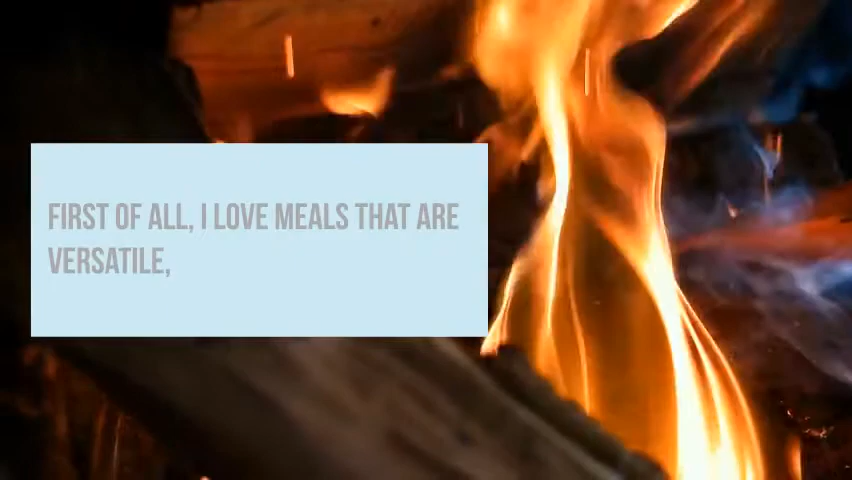 FIRST OF ALL, I LOVE MEALS THAT ARE
VERSATILE,